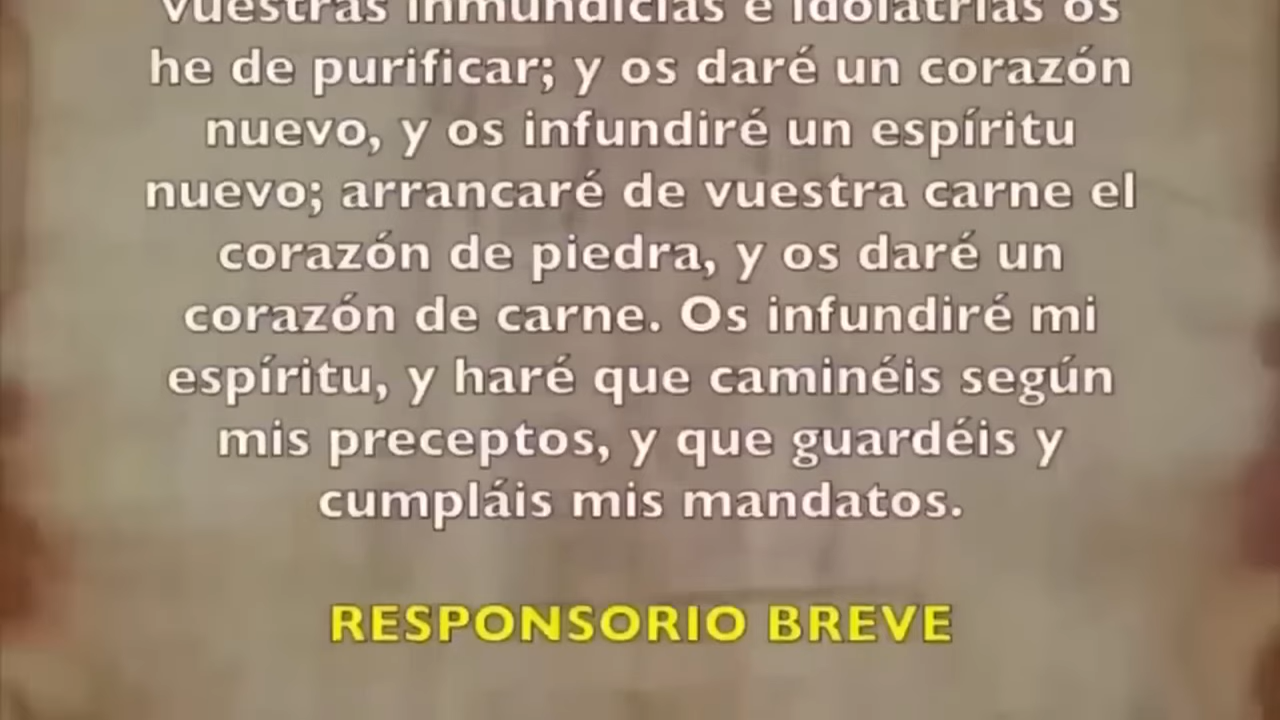 vuestras inmundicias e idolatrías os
he de purificar; y os daré un corazón
nuevo, y os infundiré un espíritu
nuevo; arrancaré de vuestra carne el
corazón de piedra, y os daré un
corazón de carne. Os infundiré mi
espíritu, y haré que caminéis según
mis preceptos, y que guardéis y
cumpláis mis mandatos.
RESPONSORIO BREVE